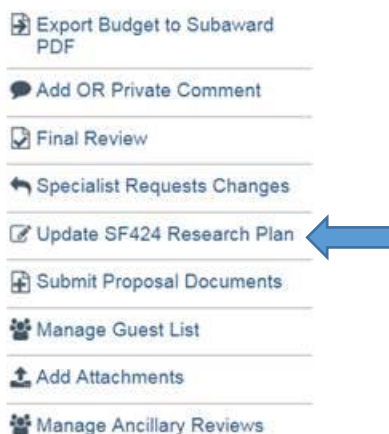 Export Budget to Subaward
PDF
Add OR Private Comment
Final Review
Specialist Requests Changes
Update SF424 Research Plan
Submit Proposal Documents
Manage Guest List
Add Attachments
Manage Ancillary Reviews